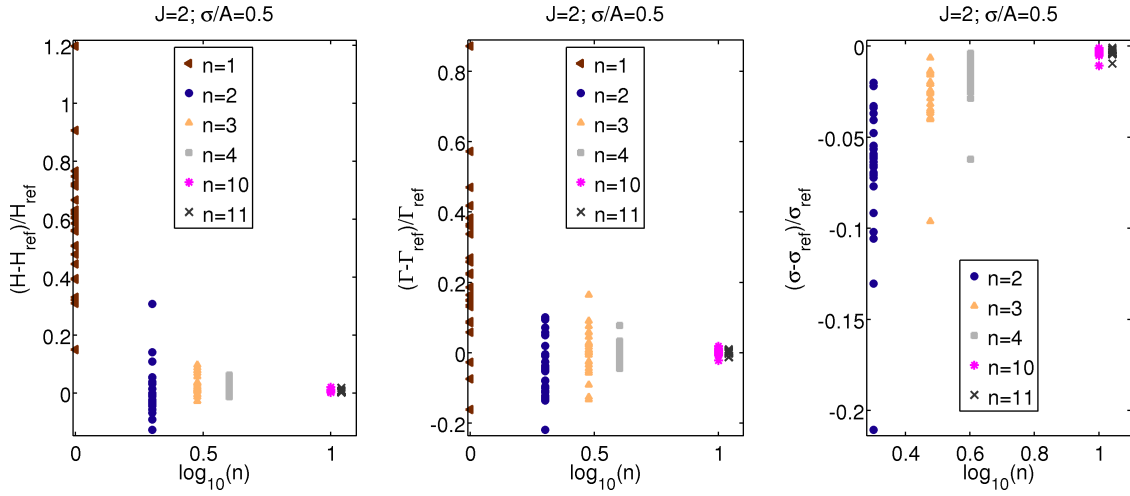 J=2; σ/A=0.5
(H-H_ref)/H_ref
1.2
1
0.8
0.6
0.4
0.2
0
0
0.5
1
log₁₀(n)
n=1
n=2
n=3
n=4
n=10
n=11
J=2; σ/A=0.5
(Γ-Γ_ref)/Γ_ref
0.8
0.6
0.4
0.2
0
-0.2
0
0.5
1
log₁₀(n)
n=1
n=2
n=3
n=4
n=10
n=11
J=2; σ/A=0.5
(σ-σ_ref)/σ_ref
0
-0.05
-0.1
-0.15
-0.2
0.4
0.6
0.8
1
log₁₀(n)
n=2
n=3
n=4
n=10
n=11